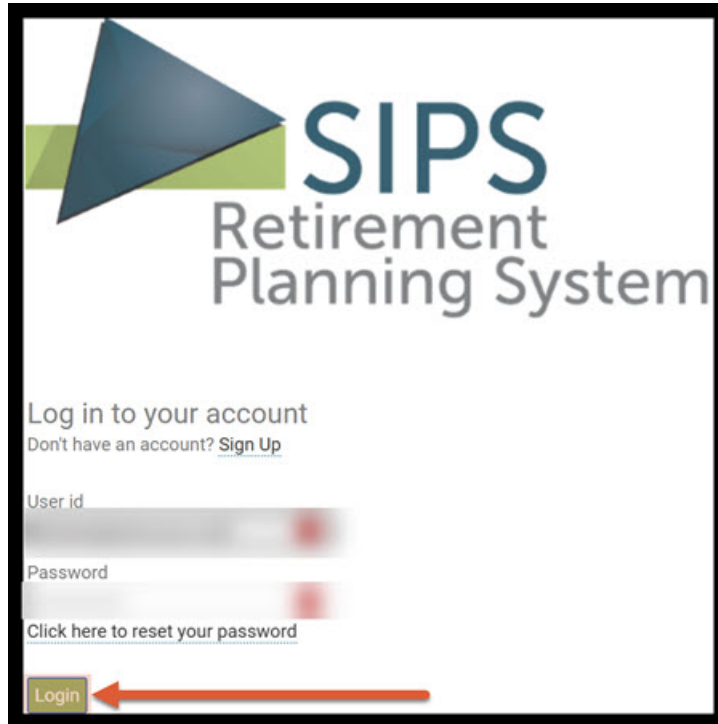 SIPS
Retirement
Planning System
Log in to your account
Don't have an account? Sign Up
User id
Password
Click here to reset your password
Login